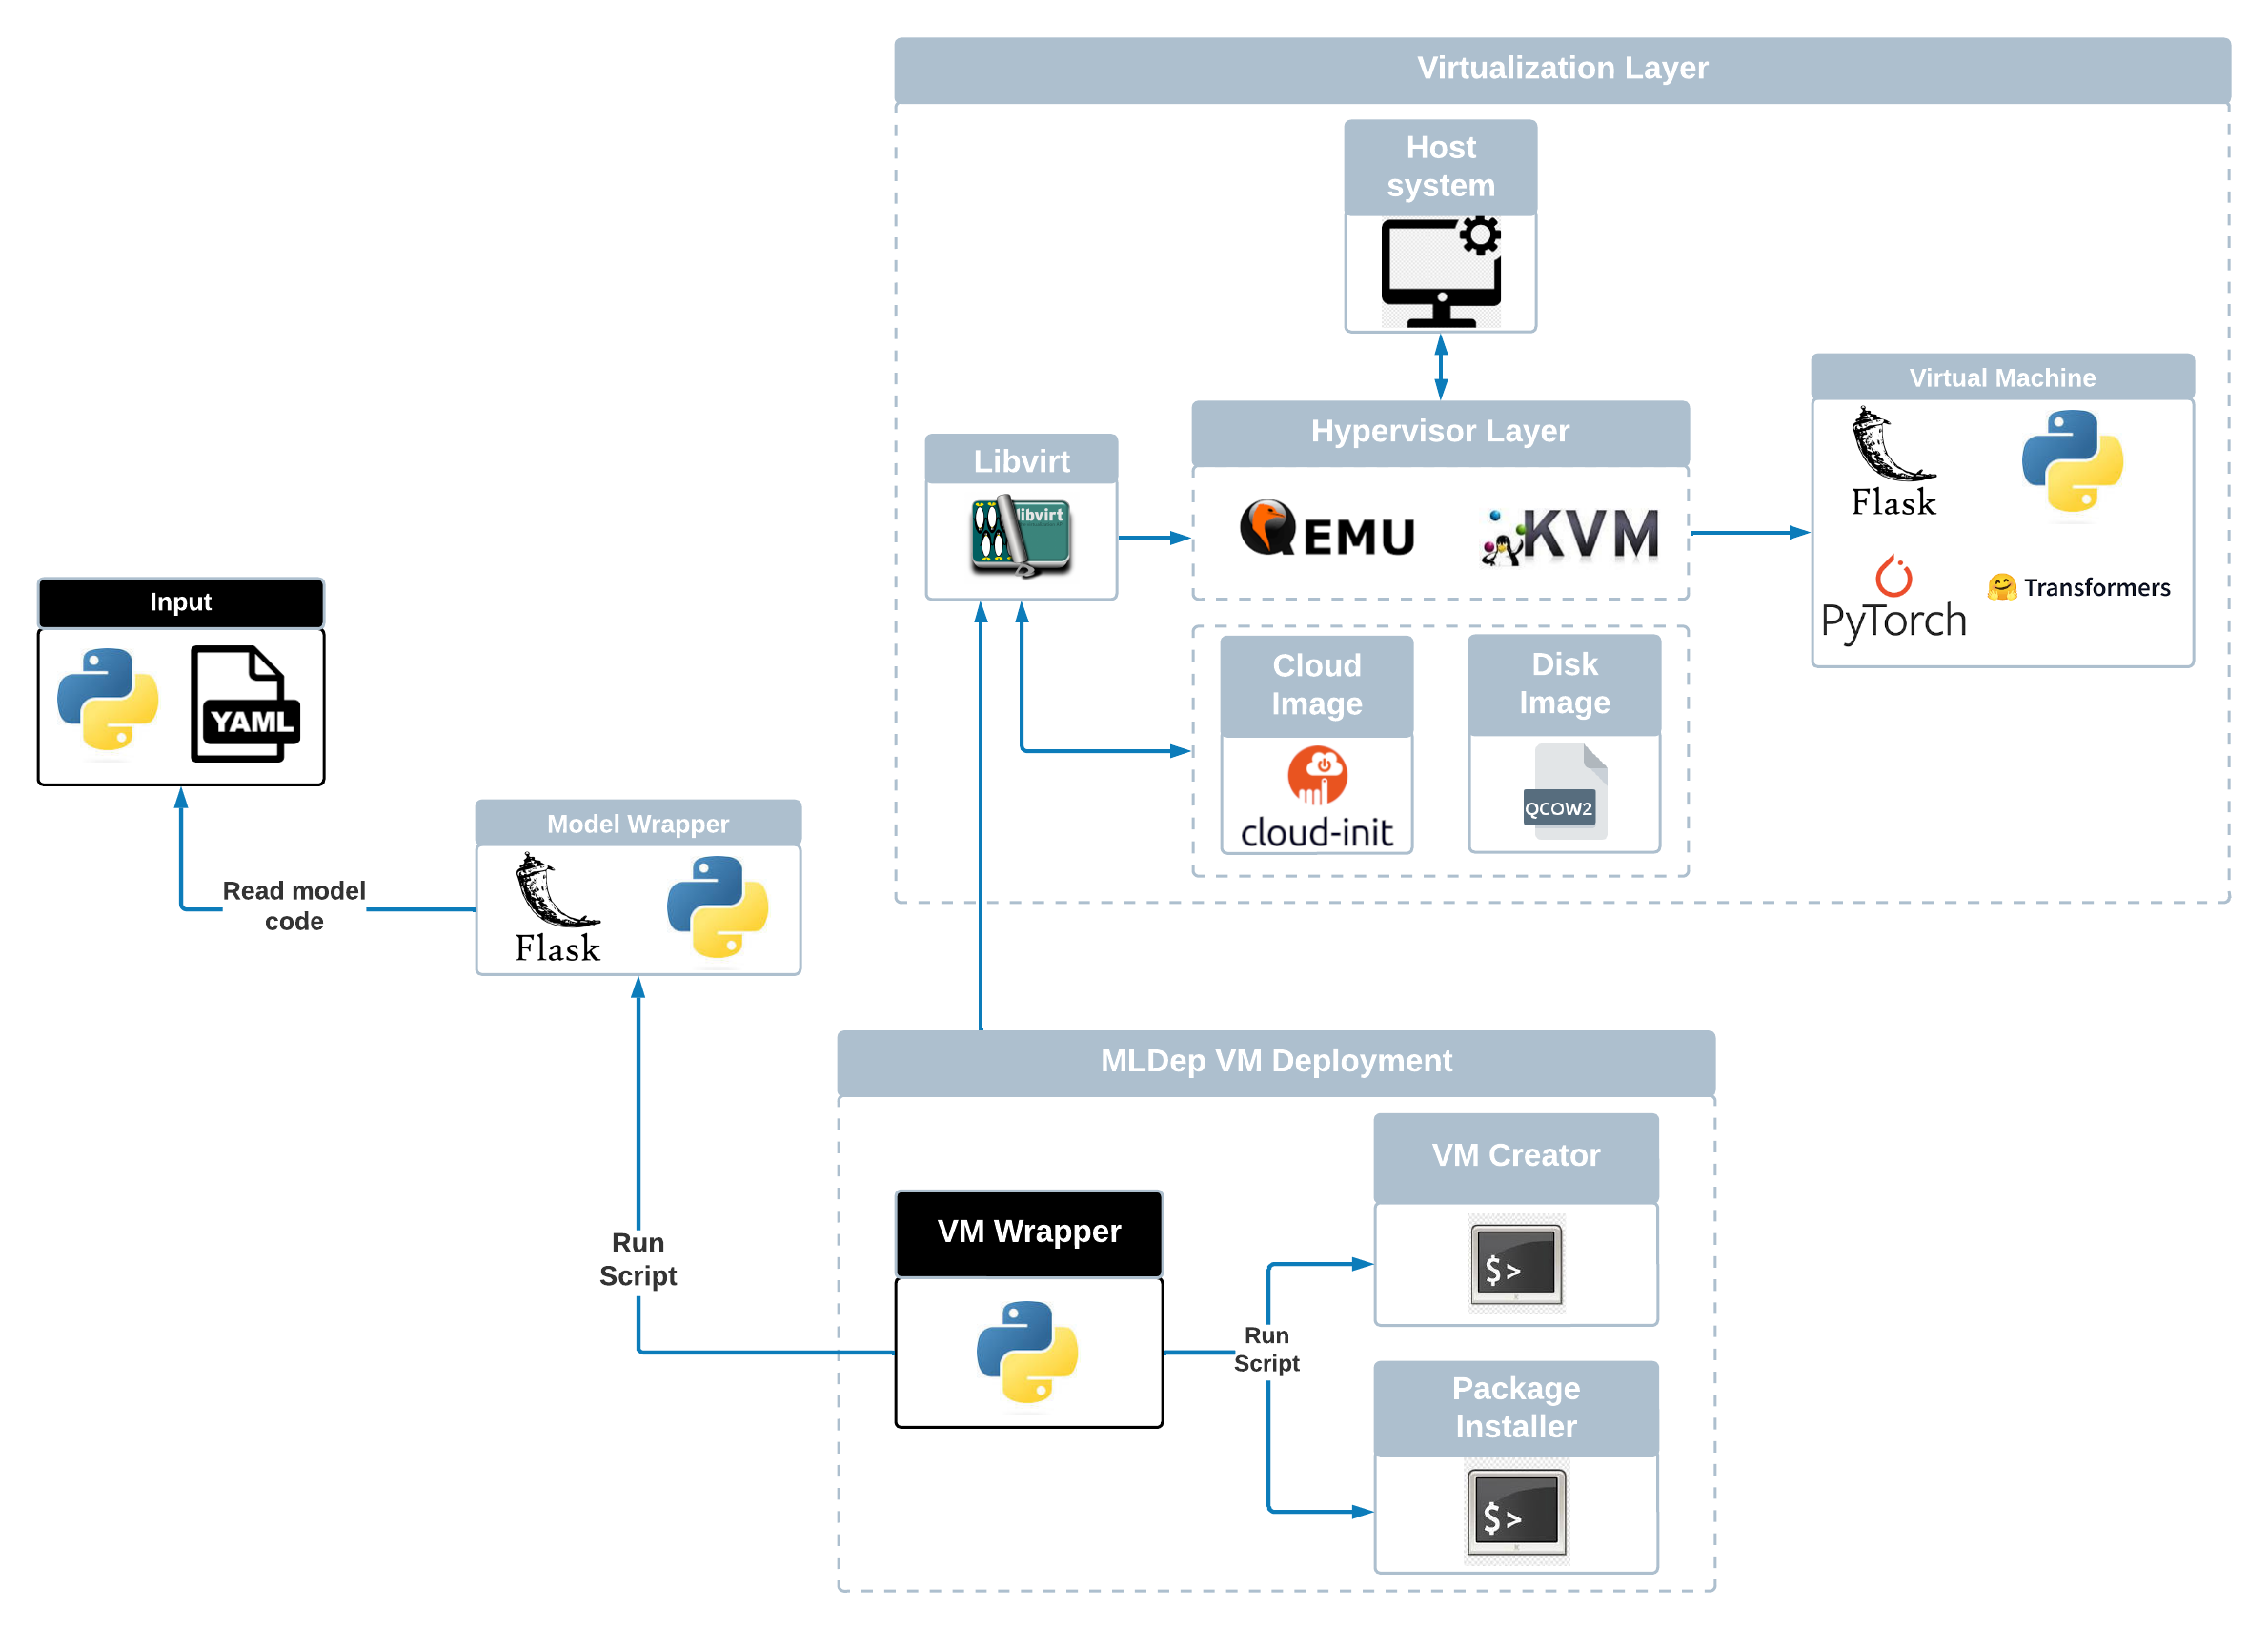 Virtualization Layer
Host
system
Virtual Machine
Flask
PyTorch
Transformers
Hypervisor Layer
QEMU
KVM
Libvirt
libvirt
Cloud
Image
cloud-init
Disk
Image
QCOW2
Input
YAML
Read model
code
Model Wrapper
Flask
Run
Script
MLDep VM Deployment
VM Wrapper
Run
Script
VM Creator
$ >
Package
Installer
$ >